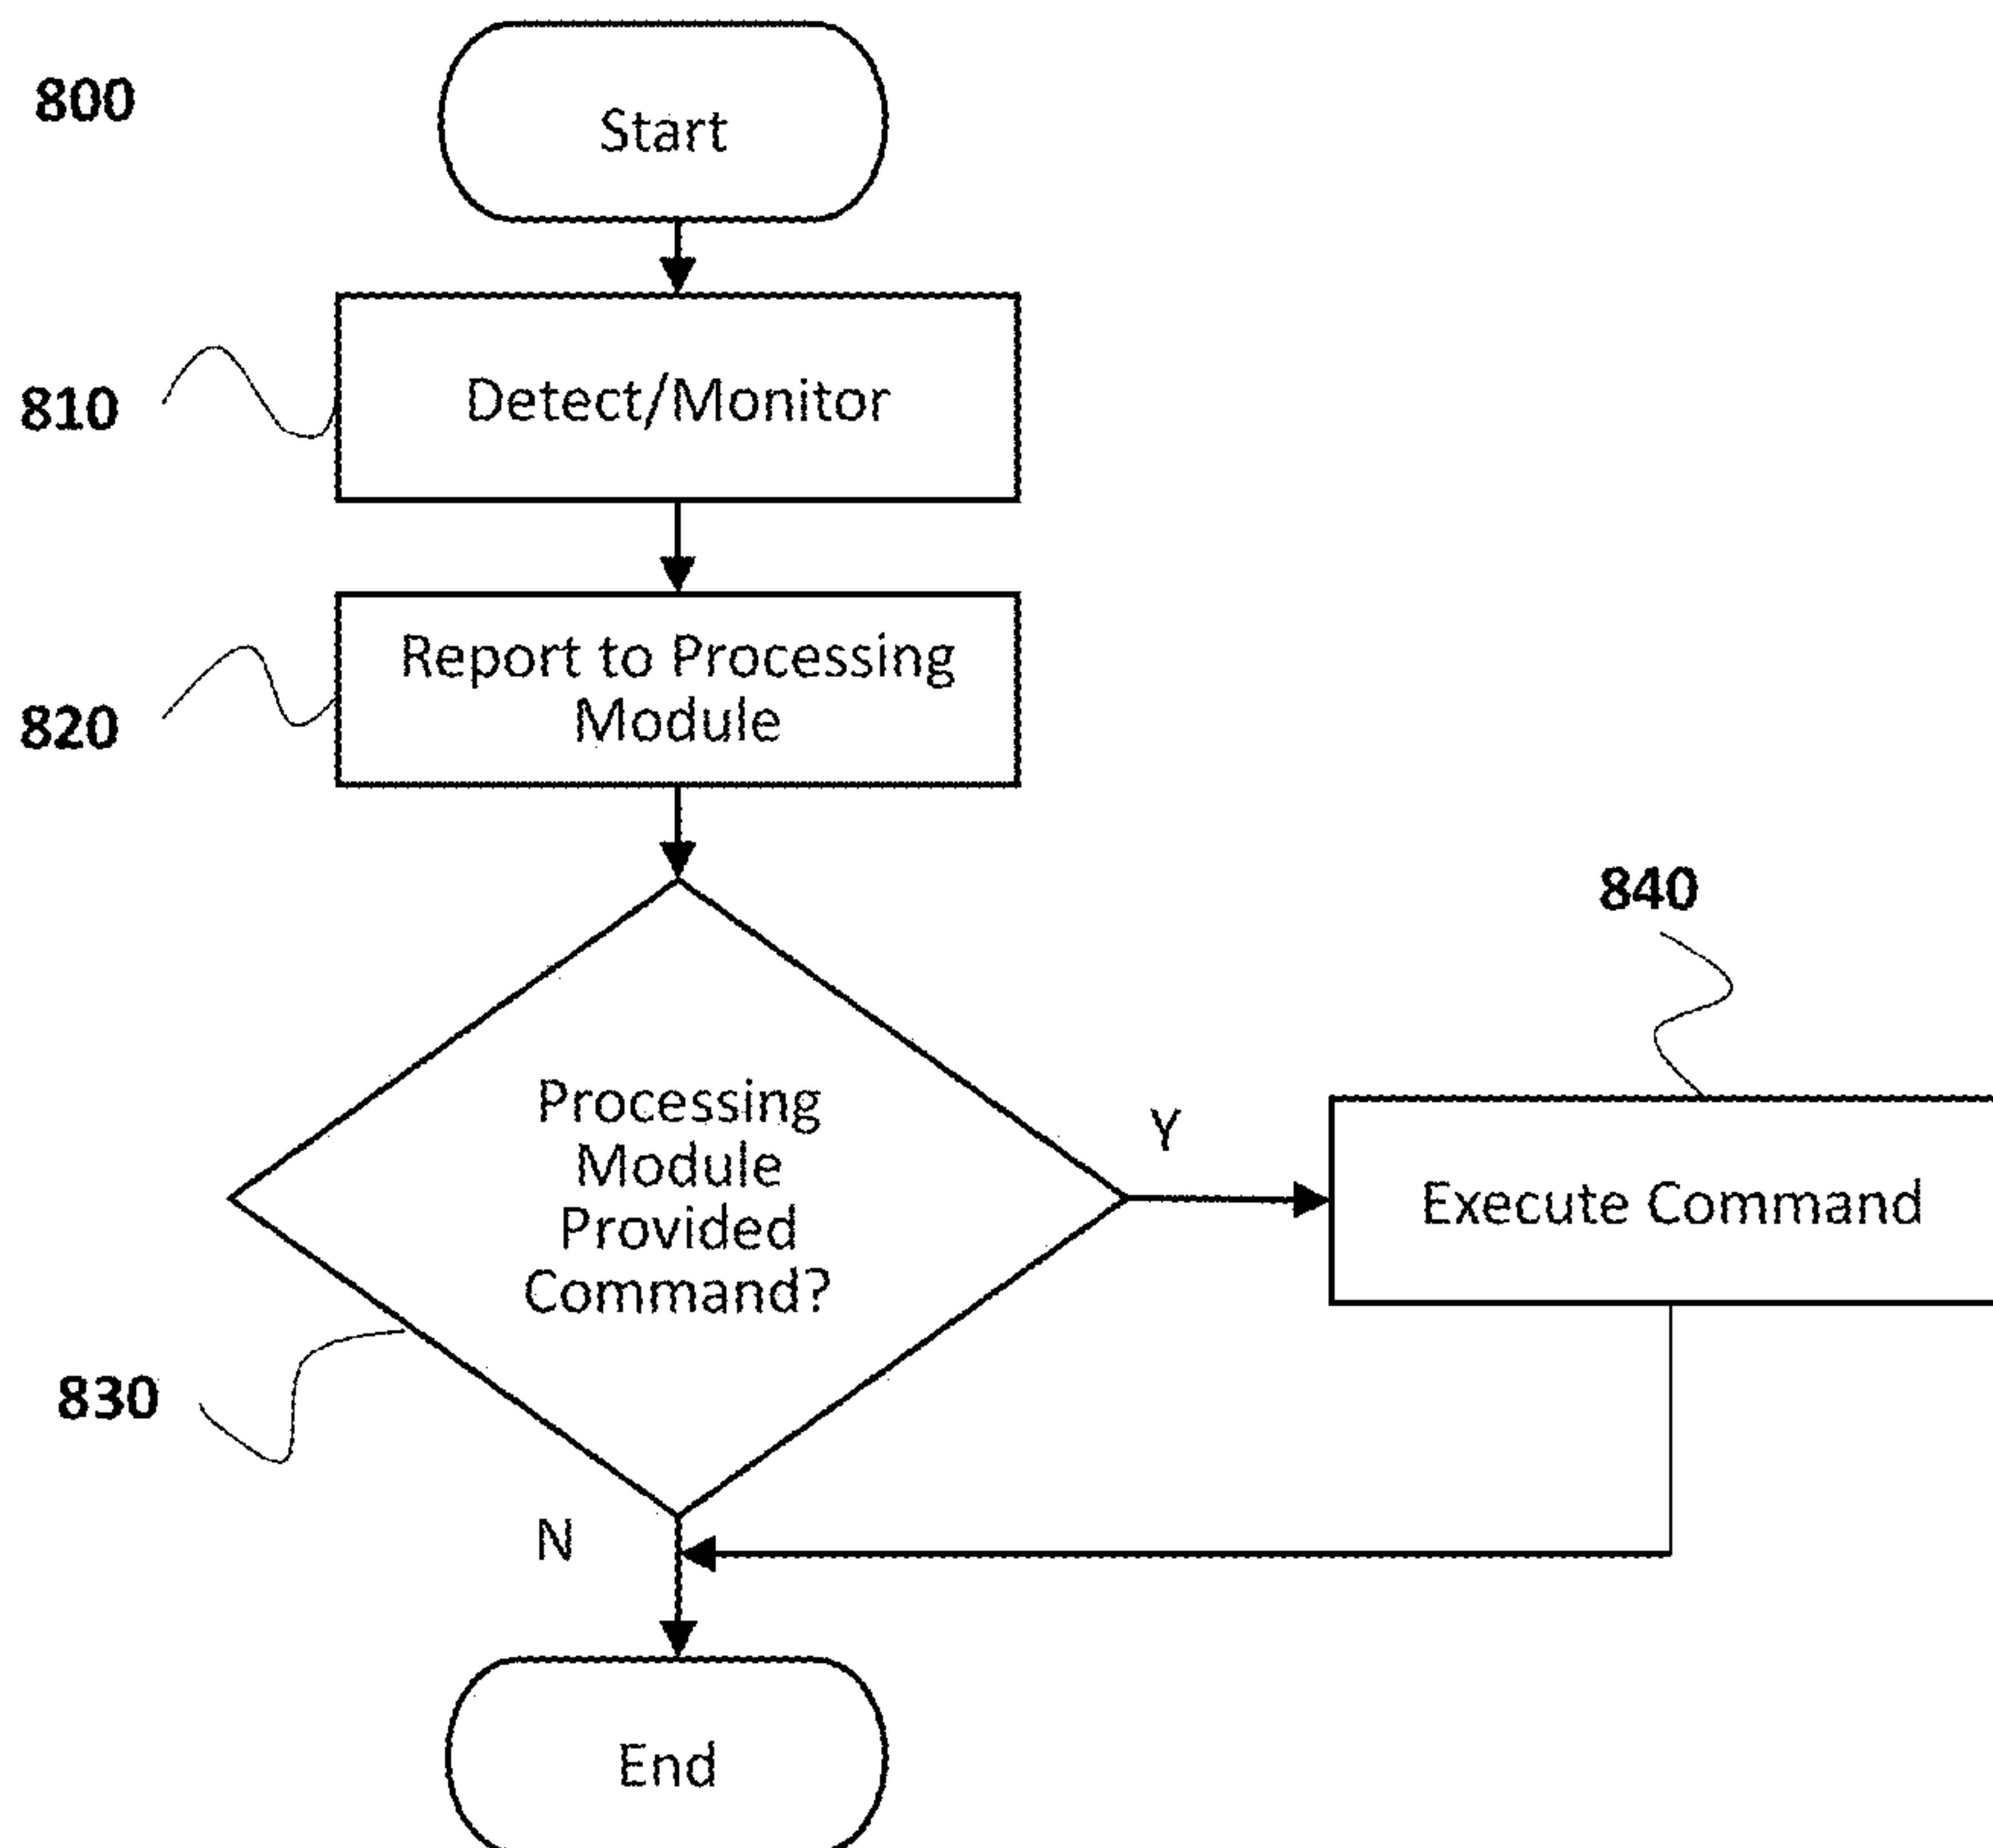 800
Start
810
Detect/Monitor
820
Report to Processing
Module
840
Processing
Module
Provided
Command?
Y
Execute Command
830
N
End